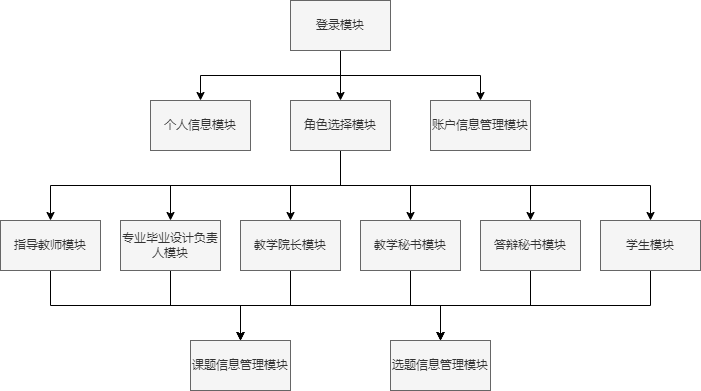 登录模块
个人信息模块
角色选择模块
账户信息管理模块
指导教师模块
专业毕业设计负责
人模块
教学院长模块
教学秘书模块
答辩秘书模块
学生模块
课题信息管理模块
选题信息管理模块